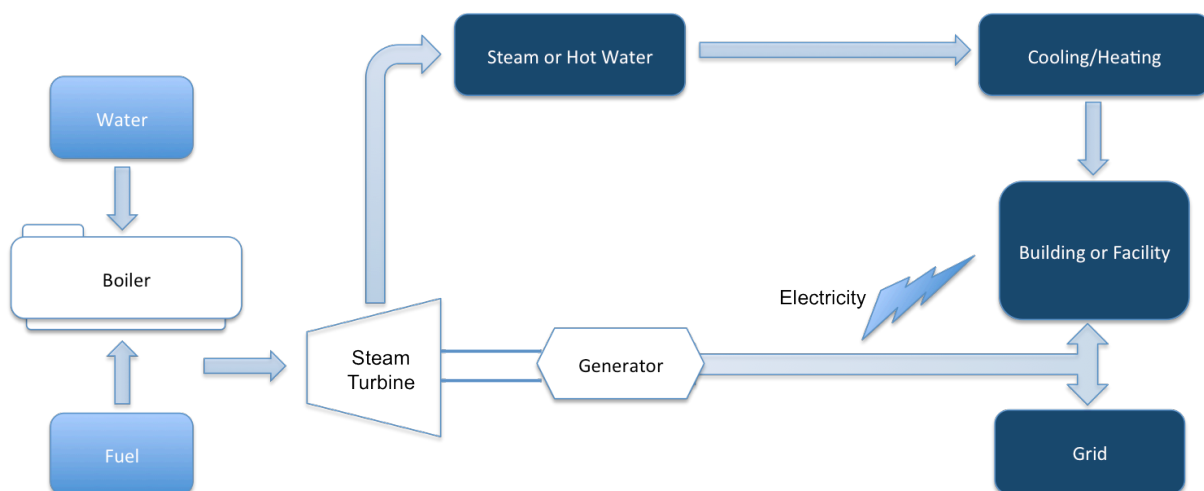 Water
Boiler
Fuel
Steam
Turbine
Steam or Hot Water
Cooling/Heating
Generator
Electricity
Building or Facility
Grid